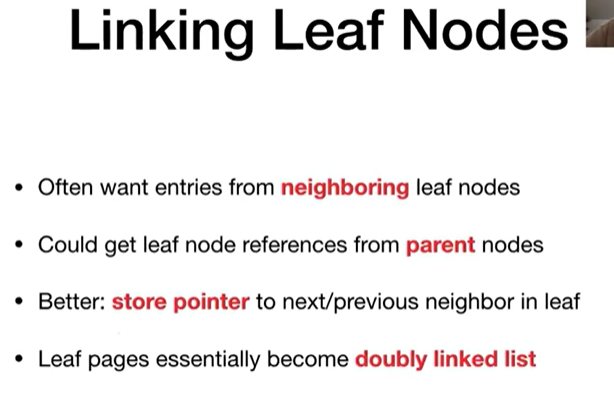 Linking Leaf Nodes
• Often want entries from neighboring leaf nodes
• Could get leaf node references from parent nodes
• Better: store pointer to next/previous neighbor in leaf
• Leaf pages essentially become doubly linked list